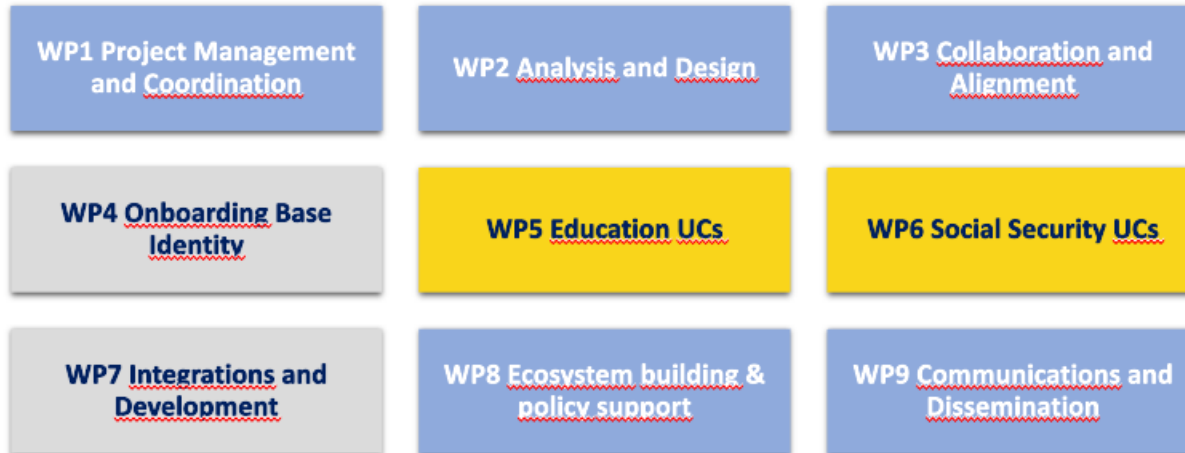 WP1 Project Management
and Coordination
WP2 Analysis and Design
WP3 Collaboration and
Alignment
WP4 Onboarding Base
Identity
WP5 Education UCs
WP6 Social Security UCs
WP7 Integrations and
Development
WP8 Ecosystem building &
policy support
WP9 Communications and
Dissemination